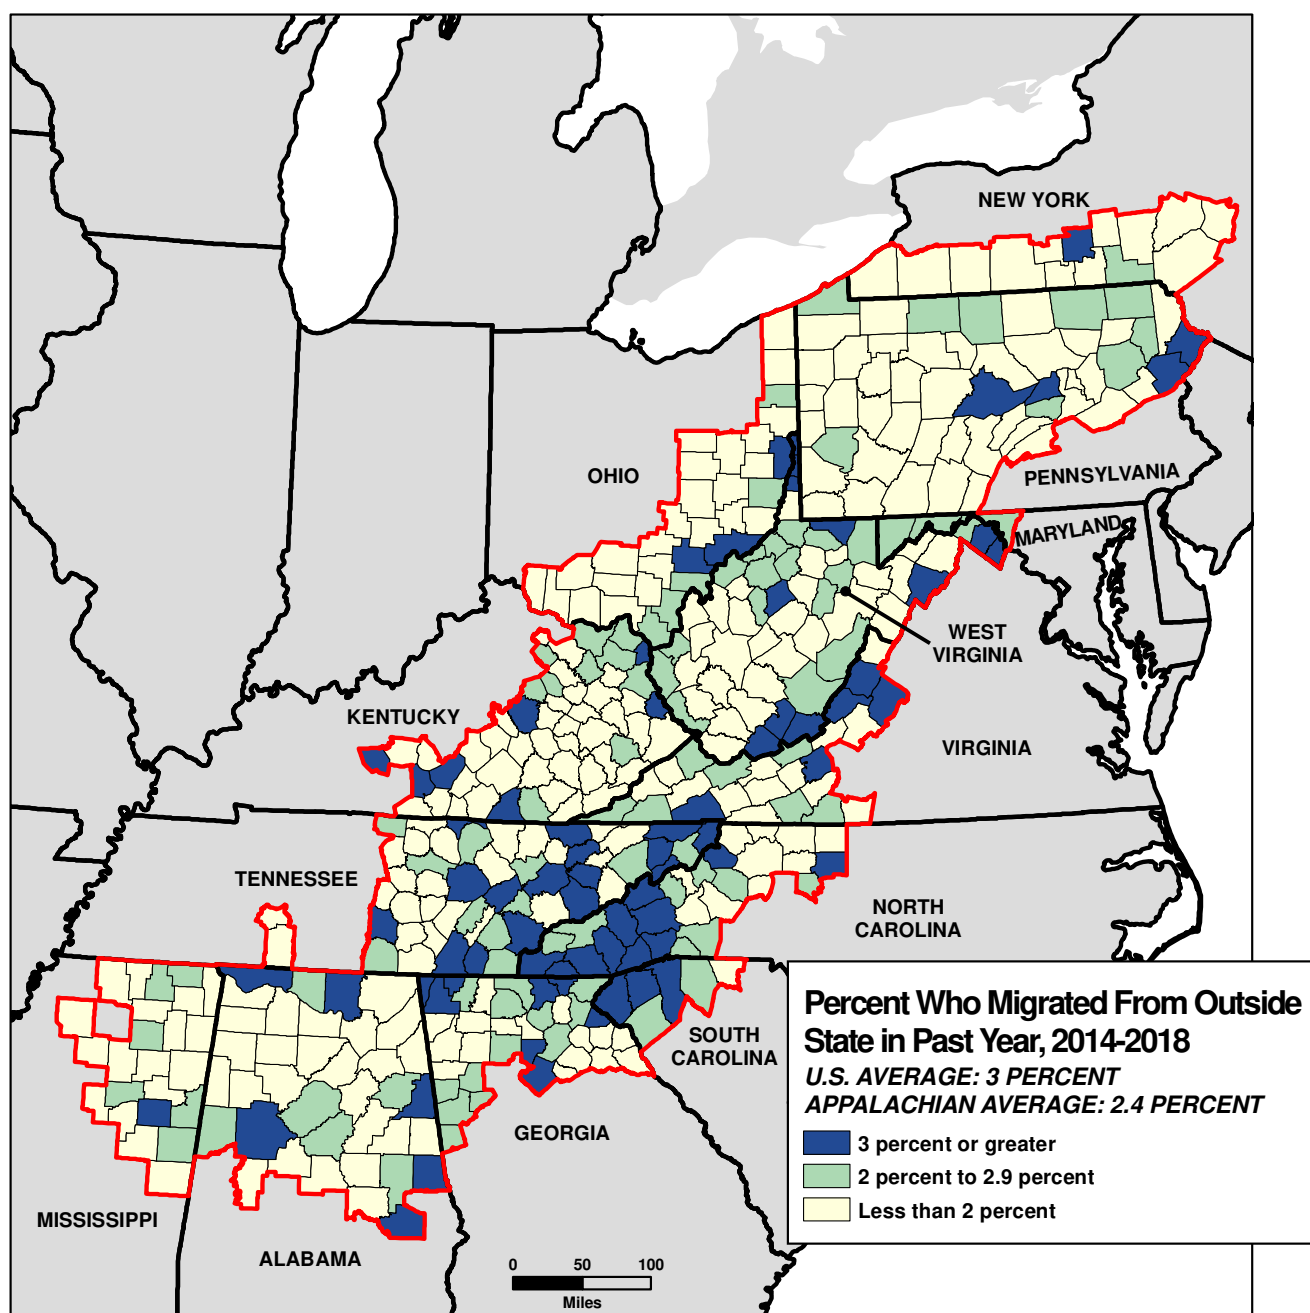 NEW YORK
OHIO
PENNSYLVANIA
MARYLAND
WEST
VIRGINIA
KENTUCKY
VIRGINIA
TENNESSEE
NORTH
CAROLINA
SOUTH
CAROLINA
GEORGIA
MISSISSIPPI
ALABAMA
Percent Who Migrated From Outside
State in Past Year, 2014-2018
U.S. AVERAGE: 3 PERCENT
APPALACHIAN AVERAGE: 2.4 PERCENT
3 percent or greater
2 percent to 2.9 percent
Less than 2 percent
0 50 100
Miles